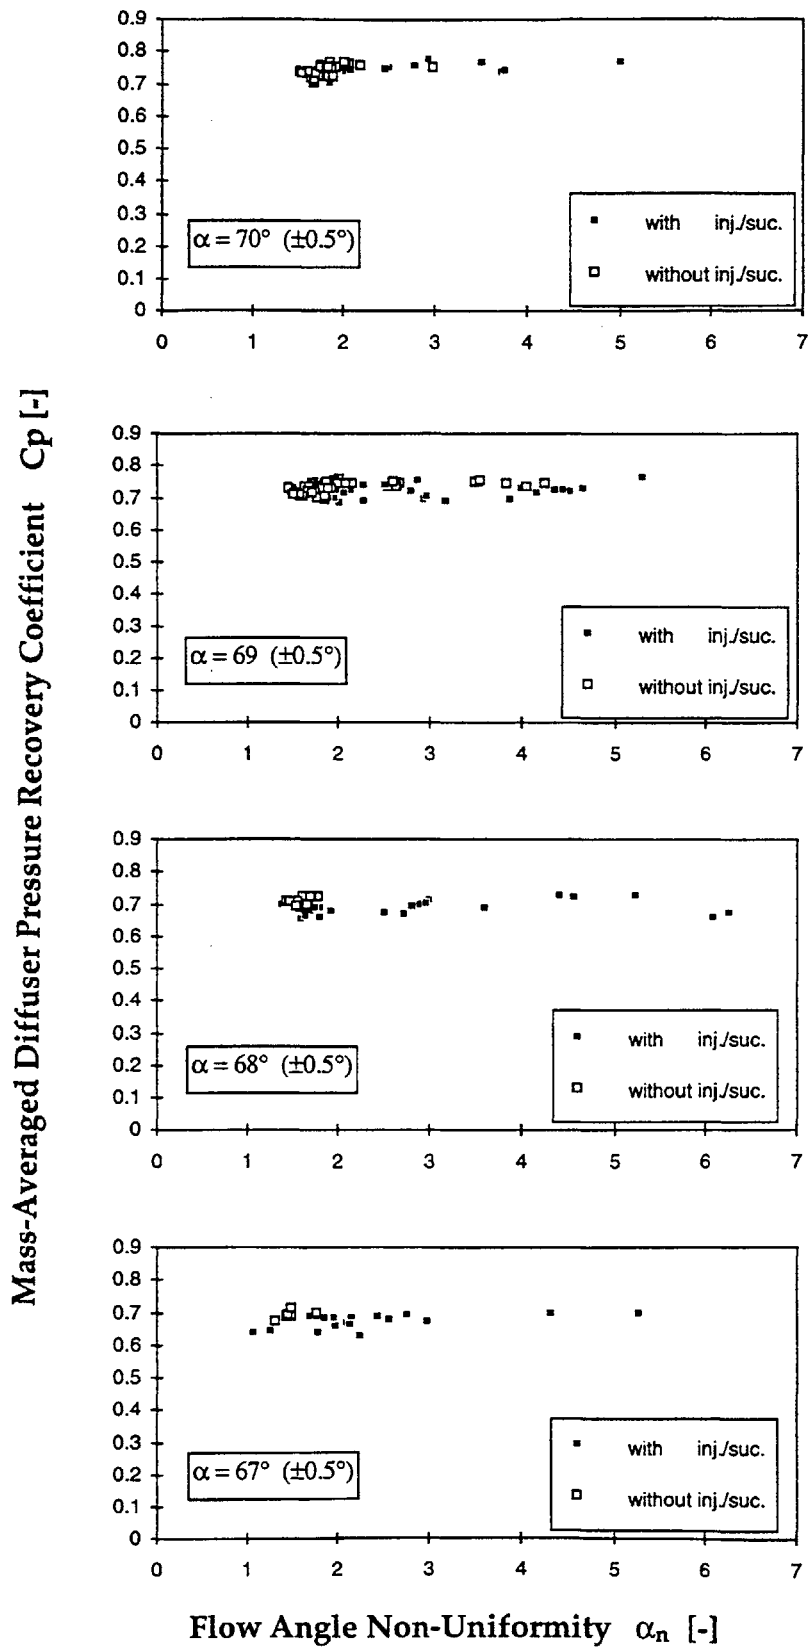 Mass-Averaged Diffuser Pressure Recovery Coefficient Cp [-]
0.9
0.8
0.7
0.6
0.5
0.4
0.3
0.2
0.1
0
α = 70° (±0.5°)
with inj./suc.
without inj./suc.
0 1 2 3 4 5 6 7
0.9
0.8
0.7
0.6
0.5
0.4
0.3
0.2
0.1
0
α = 69 (±0.5°)
with inj./suc.
without inj./suc.
0 1 2 3 4 5 6 7
0.9
0.8
0.7
0.6
0.5
0.4
0.3
0.2
0.1
0
α = 68° (±0.5°)
with inj./suc.
without inj./suc.
0 1 2 3 4 5 6 7
0.9
0.8
0.7
0.6
0.5
0.4
0.3
0.2
0.1
0
α = 67° (±0.5°)
with inj./suc.
without inj./suc.
0 1 2 3 4 5 6 7
Flow Angle Non-Uniformity αn [-]